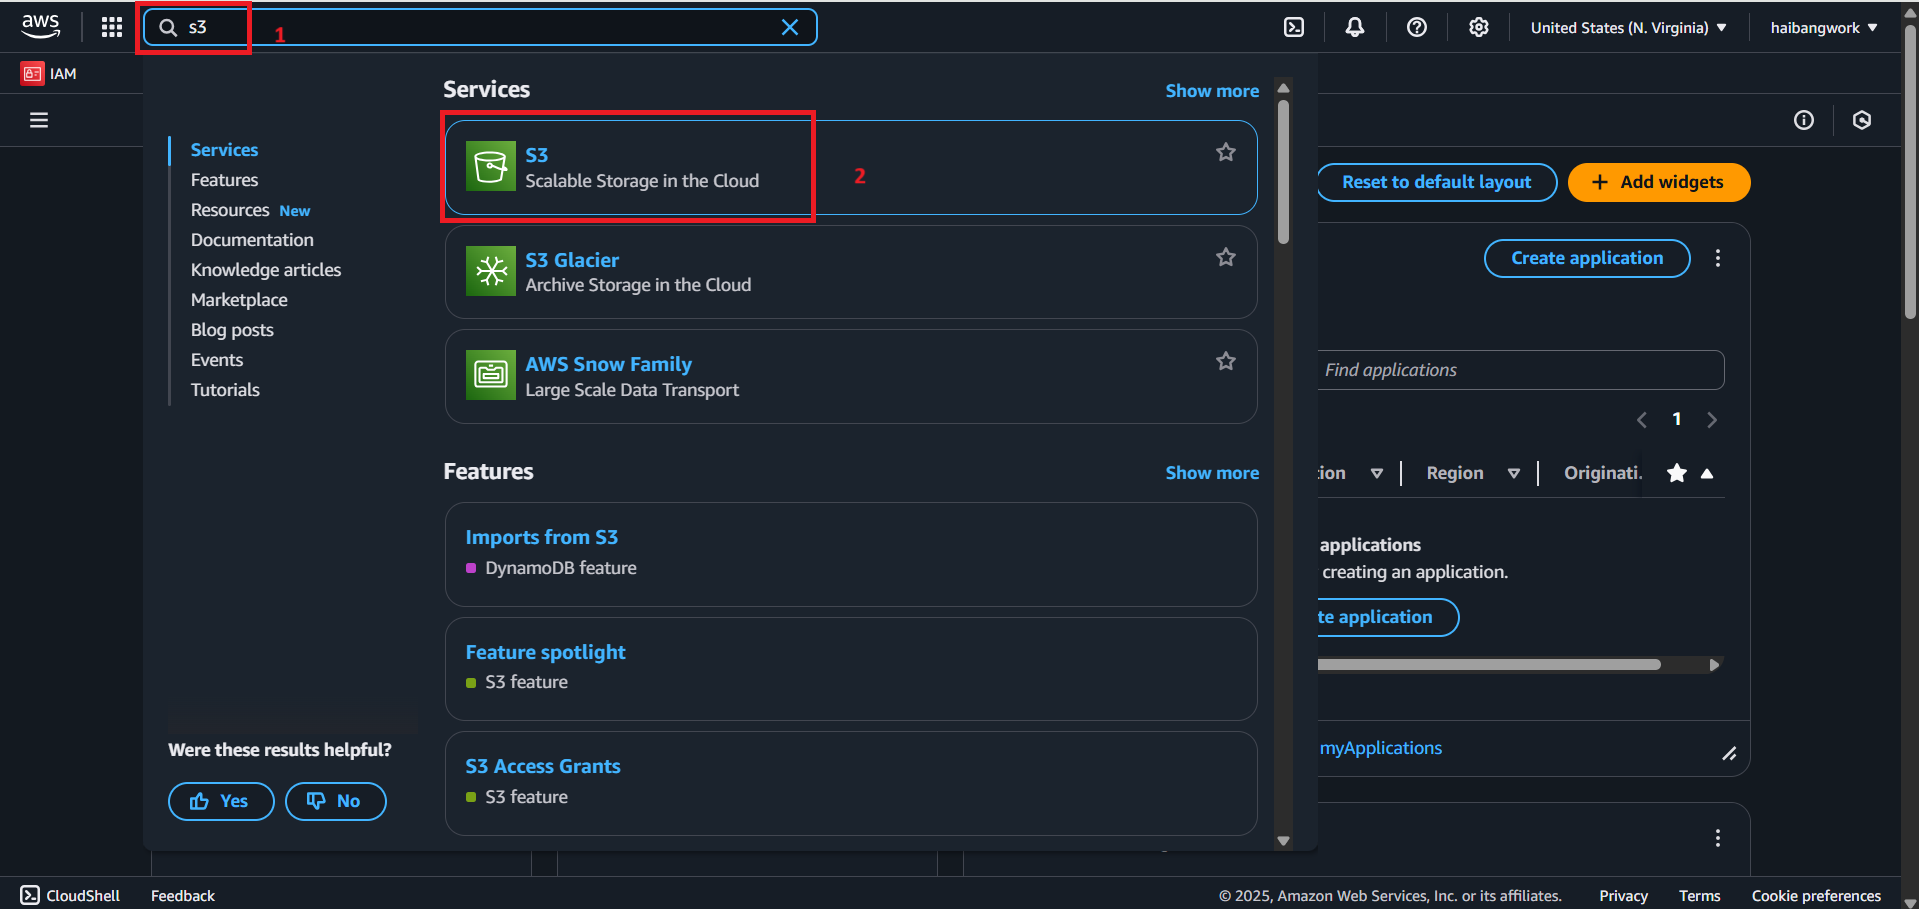 aws
s3
1
United States (N. Virginia)
haibangwork
IAM
Services
Show more
Services
Features
Resources New
Documentation
Knowledge articles
Marketplace
Blog posts
Events
Tutorials
S3
Scalable Storage in the Cloud
2
S3 Glacier
Archive Storage in the Cloud
AWS Snow Family
Large Scale Data Transport
Features
Show more
Imports from S3
DynamoDB feature
Feature spotlight
S3 feature
S3 Access Grants
S3 feature
Were these results helpful?
Yes
No
Reset to default layout
+ Add widgets
Create application
Find applications
1
tion
Region
Originati.
applications
creating an application.
te application
myApplications
CloudShell
Feedback
© 2025, Amazon Web Services, Inc. or its affiliates.
Privacy
Terms
Cookie preferences